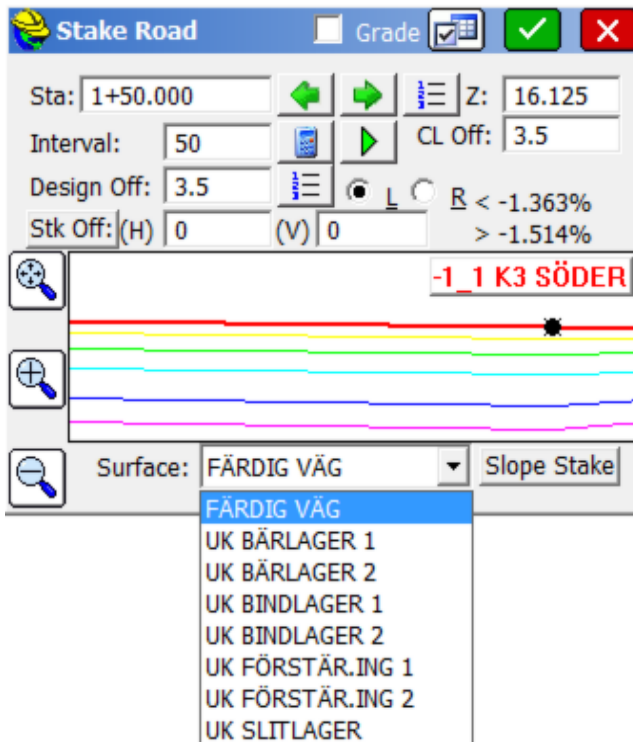 Stake Road Grade
Sta: 1+50.000 Z: 16.125
Interval: 50 CL Off: 3.5
Design Off: 3.5 L R < -1.363%
Stk Off: (H) 0 (V) 0 > -1.514%
-1_1 K3 SÖDER
Surface: FÄRDIG VÄG Slope Stake
FÄRDIG VÄG
UK BÄRLAGER 1
UK BÄRLAGER 2
UK BINDLAGER 1
UK BINDLAGER 2
UK FÖRSTÄR.ING 1
UK FÖRSTÄR.ING 2
UK SLITLAGER